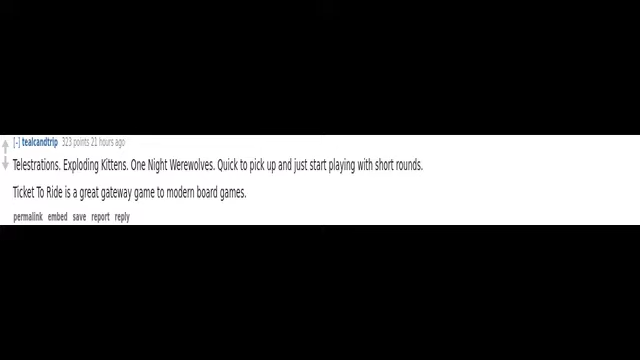 [-] tealcandtrip 323 points 21 hours ago
Telestrations. Exploding Kittens. One Night Werewolves. Quick to pick up and just start playing with short rounds.
Ticket To Ride is a great gateway game to modern board games.
permalink embed save report reply